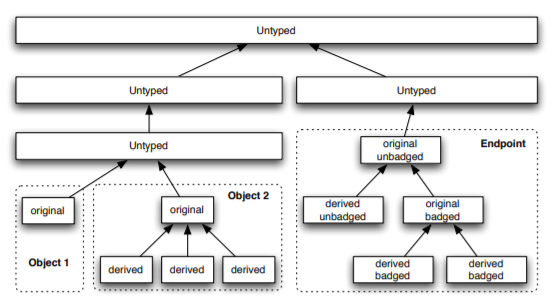 Untyped
Untyped
Untyped
Untyped
original
unbadged
Endpoint
original
Object 1
original
Object 2
derived
derived
derived
derived
unbadged
original
badged
derived
badged
derived
badged